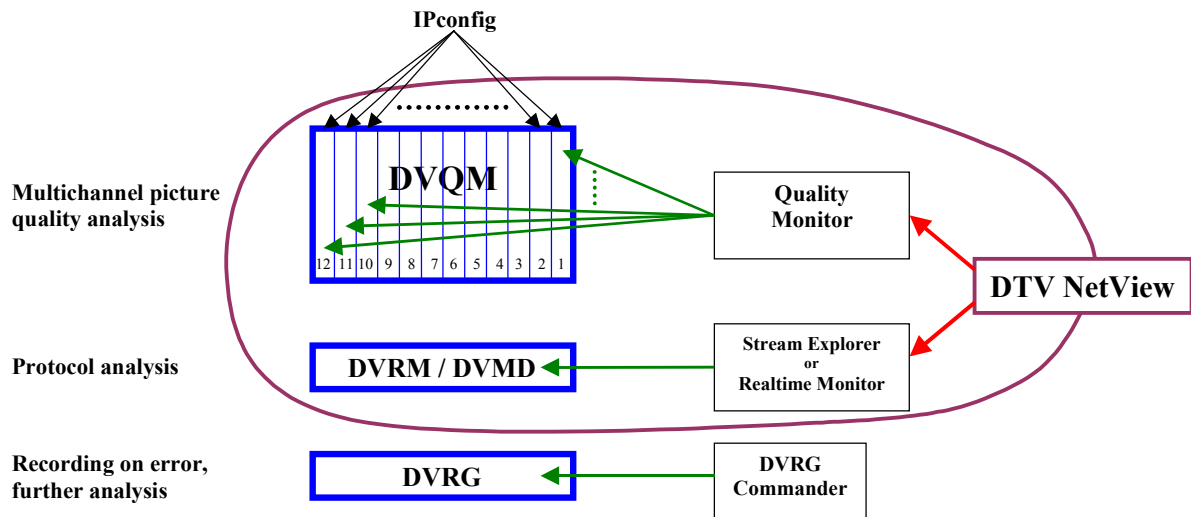 IPconfig
Multichannel picture
quality analysis
DVQM
12 11 10 9 8 7 6 5 4 3 2 1
Quality
Monitor
DTV NetView
Protocol analysis
DVRM / DVMD
Stream Explorer
or
Realtime Monitor
Recording on error,
further analysis
DVRG
DVRG
Commander